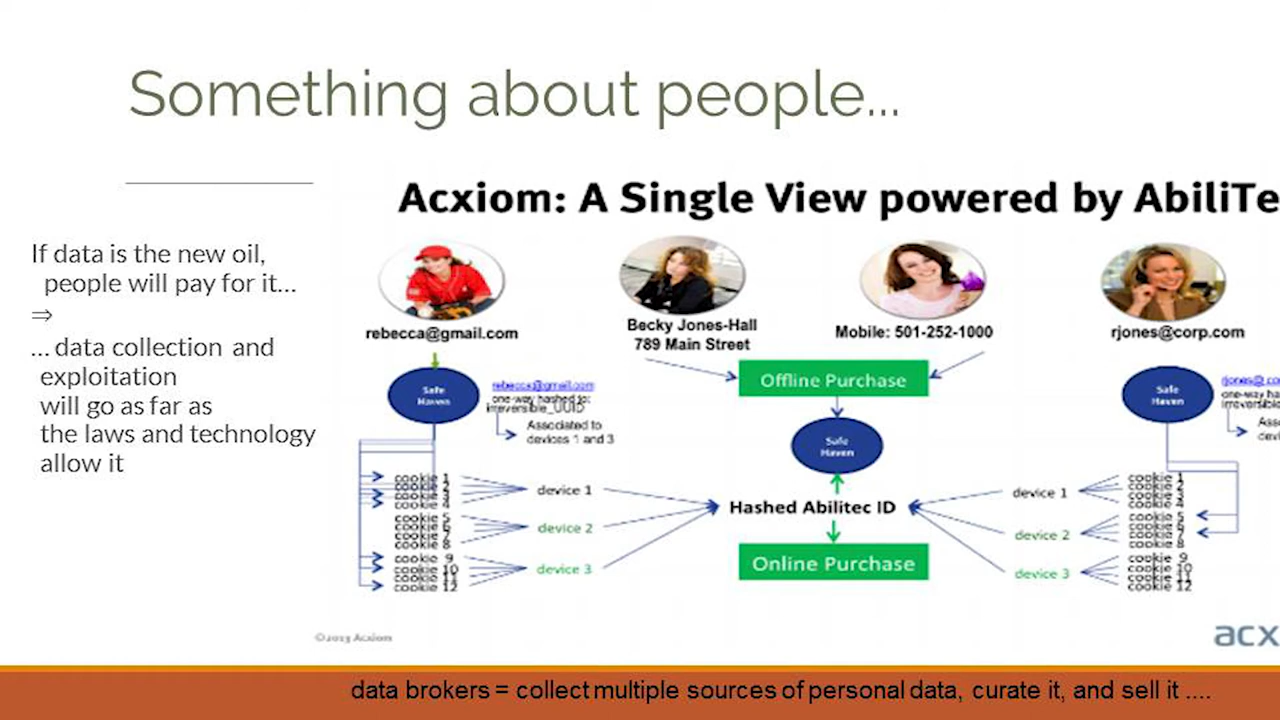 Something about people...
If data is the new oil,
people will pay for it...
⇒
... data collection and
exploitation
will go as far as
the laws and technology
allow it
Acxiom: A Single View powered by AbiliTe
rebecca@gmail.com
Becky Jones-Hall
789 Main Street
Mobile: 501-252-1000
rjones@corp.com
Offline Purchase
Safe
Haven
rebecca@gmail.com
one-way hashed to:
irreversible_UUID
Associated to
devices 1 and 3
Safe
Haven
Safe
Haven
cookie 1
cookie 2
cookie 3
cookie 4
cookie 5
cookie 6
cookie 7
cookie 8
cookie 9
cookie 10
cookie 11
cookie 12
device 1
device 2
device 3
Hashed Abilitec ID
Online Purchase
device 1
device 2
device 3
cookie 1
cookie 2
cookie 3
cookie 4
cookie 5
cookie 6
cookie 7
cookie 8
cookie 9
cookie 10
cookie 11
cookie 12
©2013 Acxiom
acx
data brokers = collect multiple sources of personal data, curate it, and sell it ....